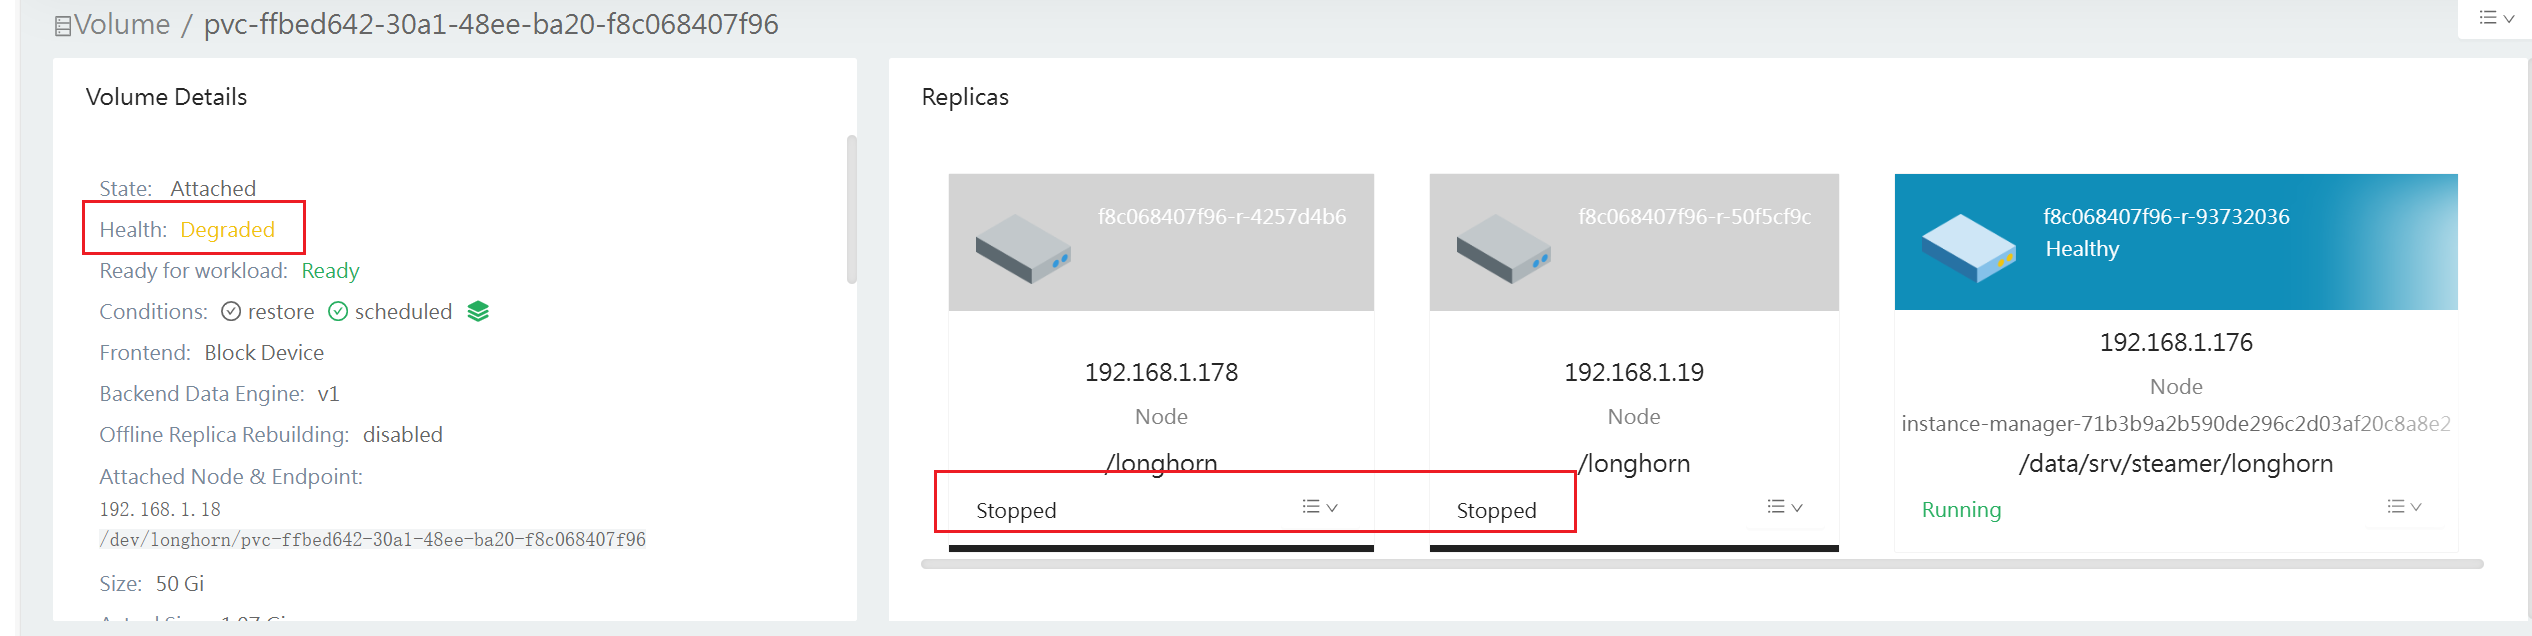 Volume / pvc-ffbed642-30a1-48ee-ba20-f8c068407f96
Volume Details
State: Attached
Health: Degraded
Ready for workload: Ready
Conditions: restore scheduled
Frontend: Block Device
Backend Data Engine: v1
Offline Replica Rebuilding: disabled
Attached Node & Endpoint:
192.168.1.18
/dev/longhorn/pvc-ffbed642-30a1-48ee-ba20-f8c068407f96
Size: 50 Gi
Replicas
f8c068407f96-r-4257d4b6
192.168.1.178
Node
/longhorn
Stopped
f8c068407f96-r-50f5cf9c
192.168.1.19
Node
/longhorn
Stopped
f8c068407f96-r-93732036
Healthy
192.168.1.176
Node
instance-manager-71b3b9a2b590de296c2d03af20c8a8e2
/data/srv/steamer/longhorn
Running